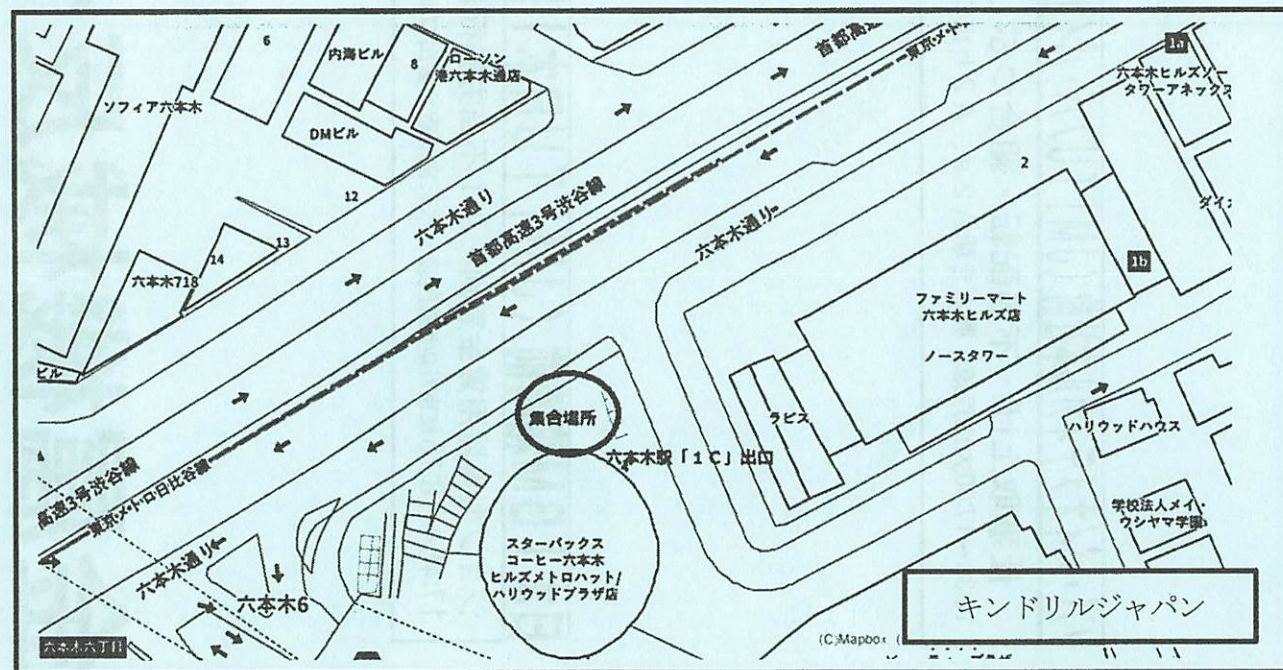 6
内海ビル
8
ローソン
港六本木通店
ソフィア六本木
DMビル
12
13
14
六本木718
ビル
六本木通り
首都高速3号渋谷線
首都高
東京メト
六本木通り
1a
六本木ヒルズノー
タワーアネックス
2
ダイ
1b
ファミリーマート
六本木ヒルズ店
ノースタワー
ラピス
ハリウッドハウス
学校法人メイ・
ウシヤマ学園
集合場所
六本木駅「1C」出口
スターバックス
コーヒー六本木
ヒルズメトロハット/
ハリウッドプラザ店
高速3号渋谷線
東京メトロ日比谷線
六本木通り
六本木6
六本木六丁目
キンドリルジャパン
(C)Mapbox (